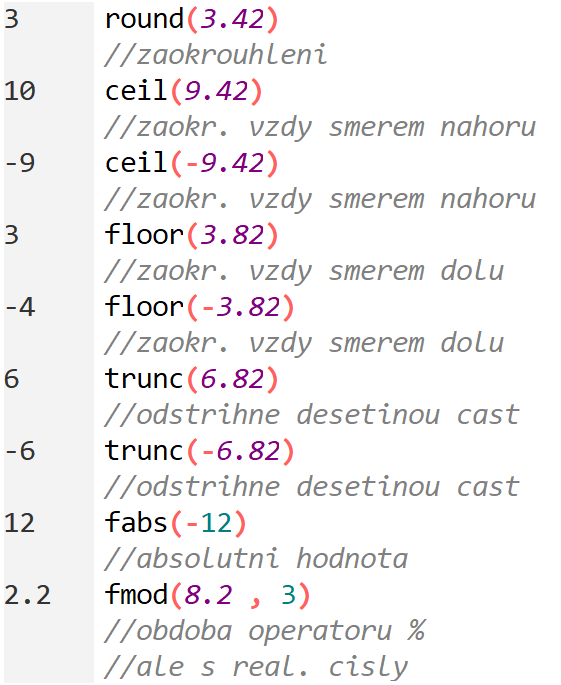 3 round(3.42)
//zaokrouhleni
10 ceil(9.42)
//zaokr. vzdy smerem nahoru
-9 ceil(-9.42)
//zaokr. vzdy smerem nahoru
3 floor(3.82)
//zaokr. vzdy smerem dolu
-4 floor(-3.82)
//zaokr. vzdy smerem dolu
6 trunc(6.82)
//odstrihne desetinou cast
-6 trunc(-6.82)
//odstrihne desetinou cast
12 fabs(-12)
//absolutni hodnota
2.2 fmod(8.2 , 3)
//obdoba operatoru %
//ale s real. cisly